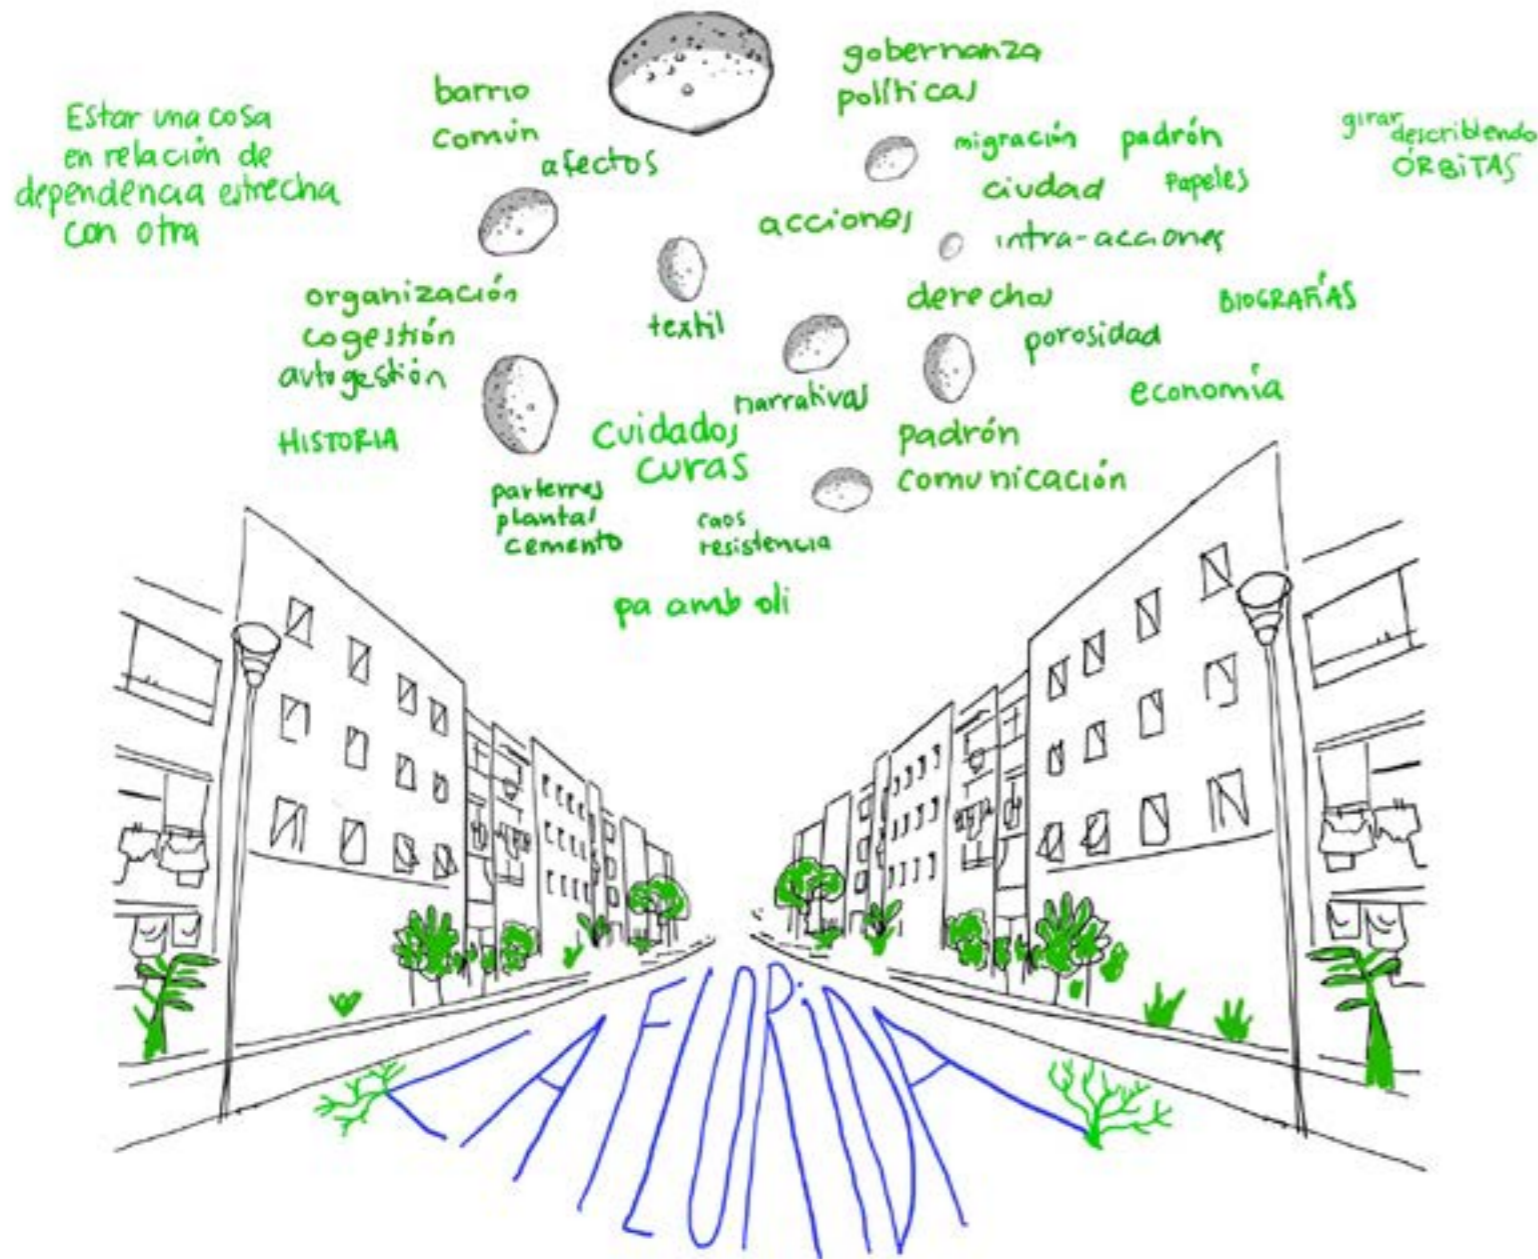 Estar una cosa
en relación de
dependencia estrecha
con otra
barrio
común
afectos
gobernanza
políticas
migración padrón
ciudad papeles
girar describiendo
ÓRBITAS
acciones
intra-acciones
organización
cogestión
autogestión
textil
derechos
BIOGRAFÍAS
porosidad
narrativas
economía
HISTORIA
cuidados
curas
padrón
comunicación
parterres
plantas
cemento
caos
resistencia
pa amb oli
LA FLORIDA